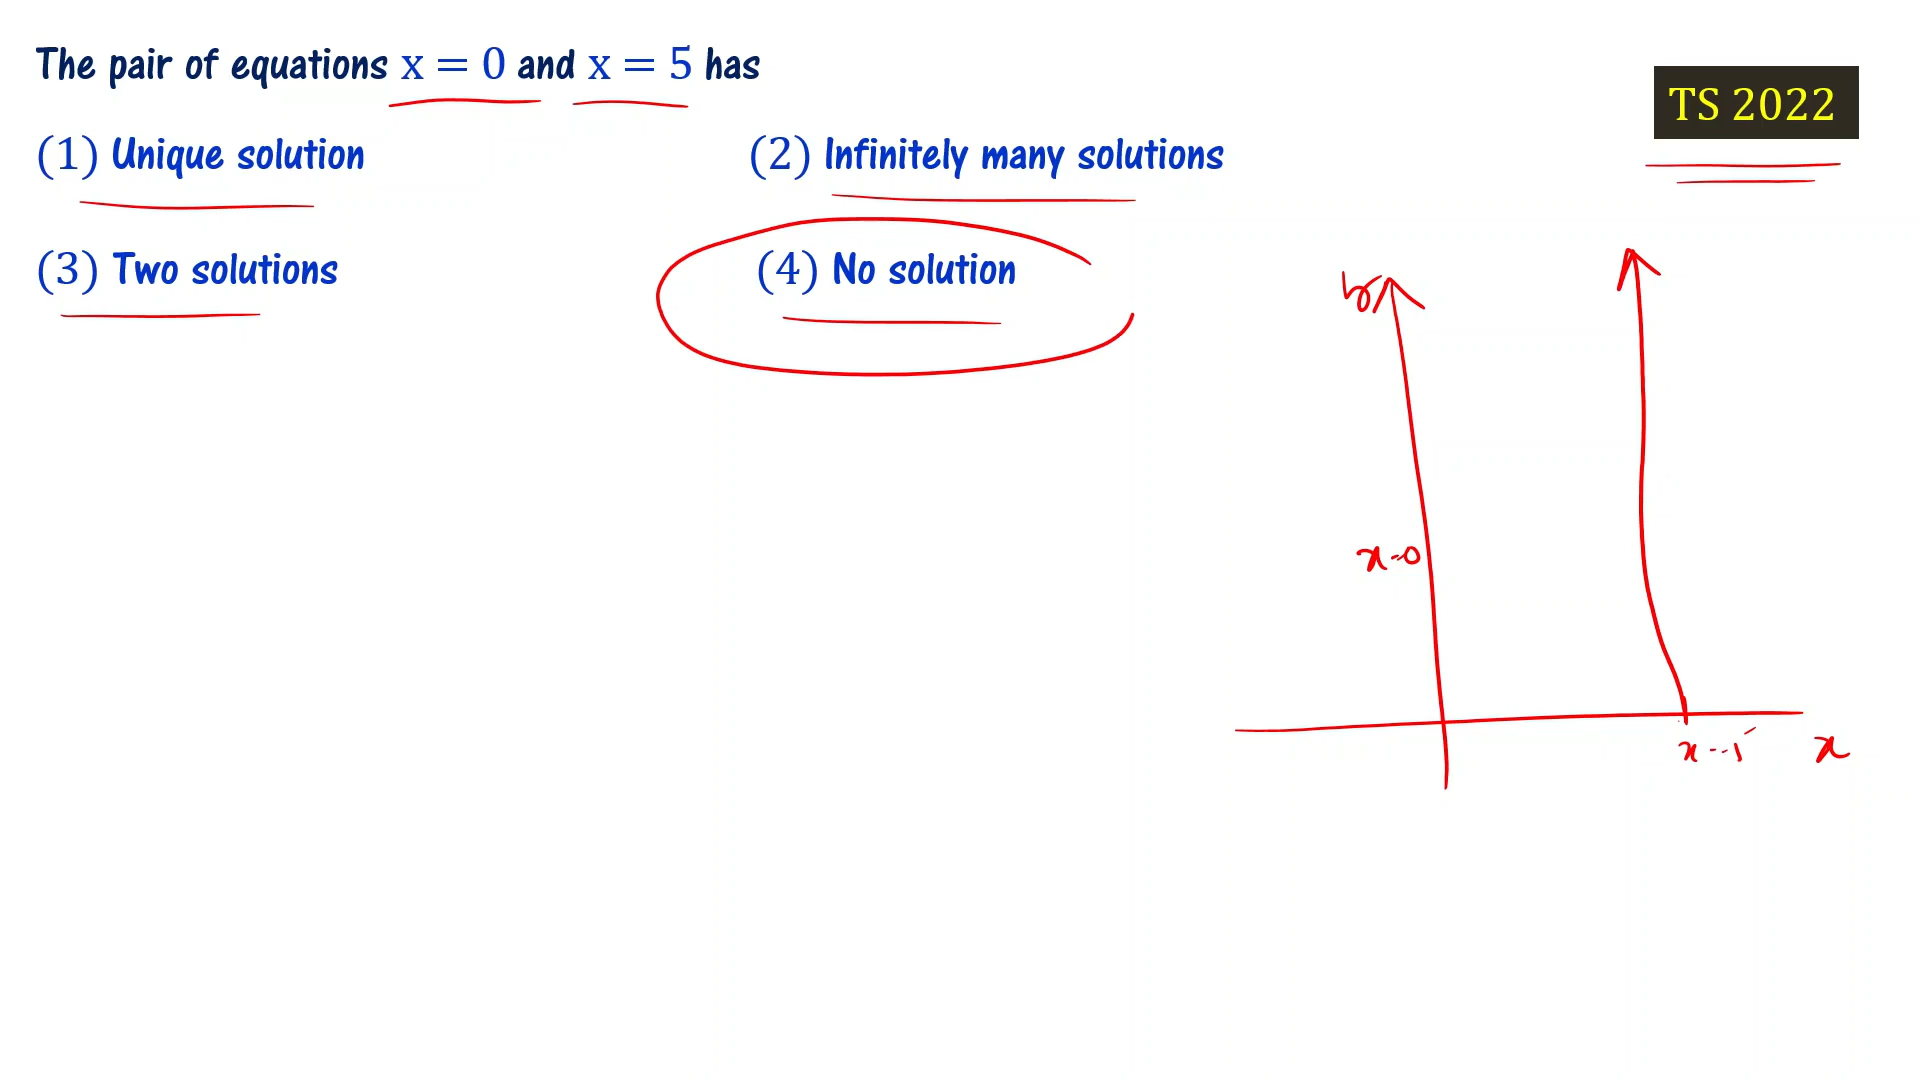 The pair of equations x = 0 and x = 5 has
TS 2022
(1) Unique solution
(2) Infinitely many solutions
(3) Two solutions
(4) No solution
y
x=0
x=5
x